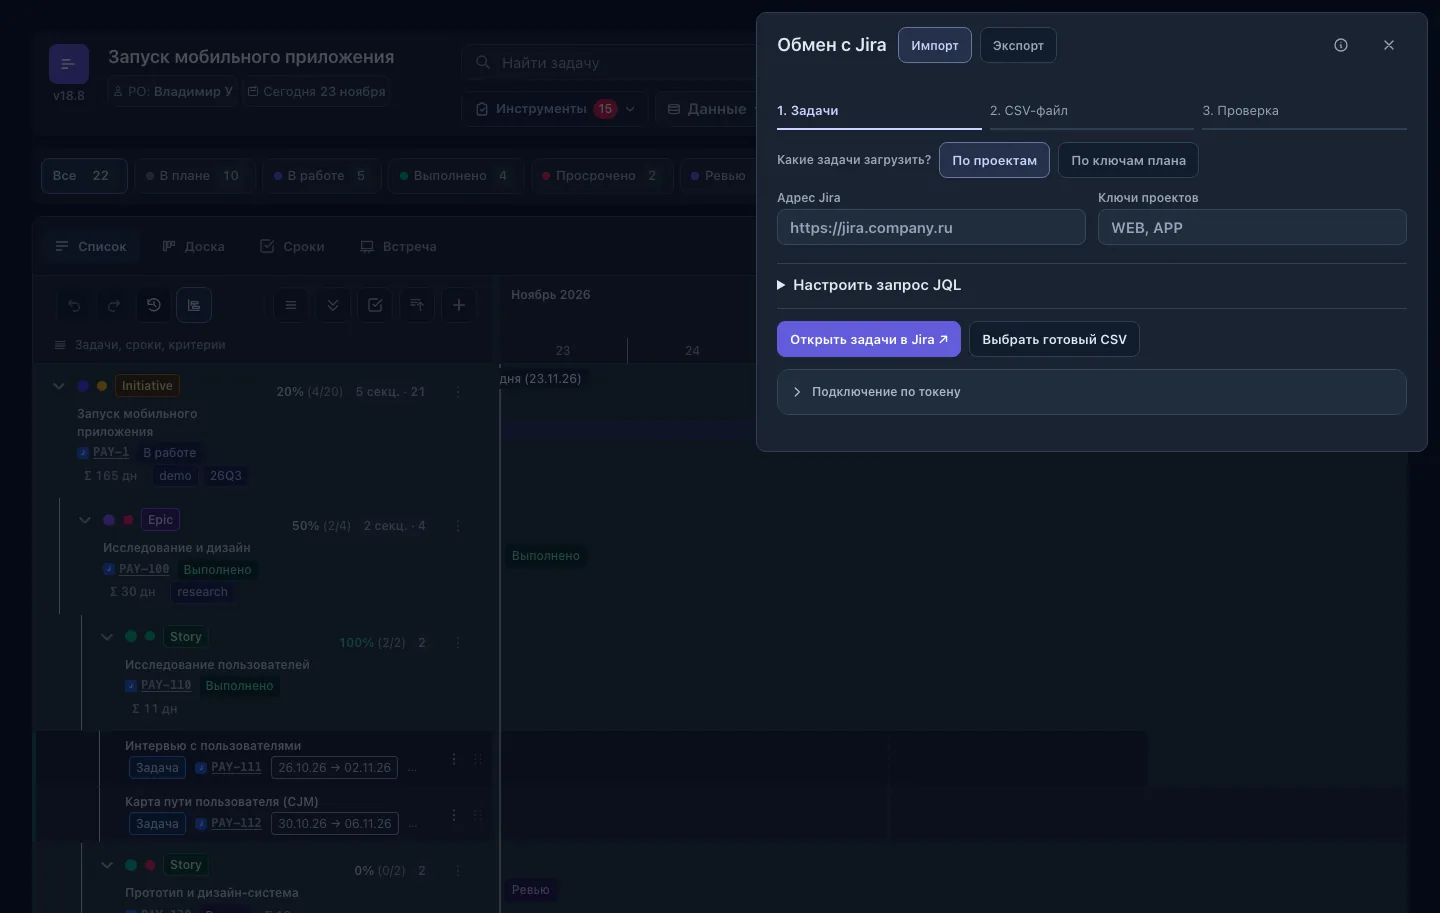 Запуск мобильного приложения
v18.8
PO: Владимир У
Сегодня 23 ноября
Найти задачу
Инструменты 15
Данные
Все 22
В плане 10
В работе 5
Выполнено 4
Просрочено 2
Ревью
Список
Доска
Сроки
Встреча
Задачи, сроки, критерии
Ноябрь 2026
23
24
дня (23.11.26)
Initiative
20% (4/20) 5 секц. · 21
Запуск мобильного
приложения
PAY-1 В работе
Σ 165 дн demo 26Q3
Epic
50% (2/4) 2 секц. · 4
Исследование и дизайн
PAY-100 Выполнено
Σ 30 дн research
Выполнено
Story
100% (2/2) 2
Исследование пользователей
PAY-110 Выполнено
Σ 11 дн
Интервью с пользователями
Задача PAY-111 26.10.26 → 02.11.26 ...
Карта пути пользователя (CJM)
Задача PAY-112 30.10.26 → 06.11.26 ...
Story
0% (0/2) 2
Прототип и дизайн-система
Ревью
Обмен с Jira
Импорт
Экспорт
1. Задачи
2. CSV-файл
3. Проверка
Какие задачи загрузить?
По проектам
По ключам плана
Адрес Jira
Ключи проектов
https://jira.company.ru
WEB, APP
Настроить запрос JQL
Открыть задачи в Jira ↗
Выбрать готовый CSV
Подключение по токену